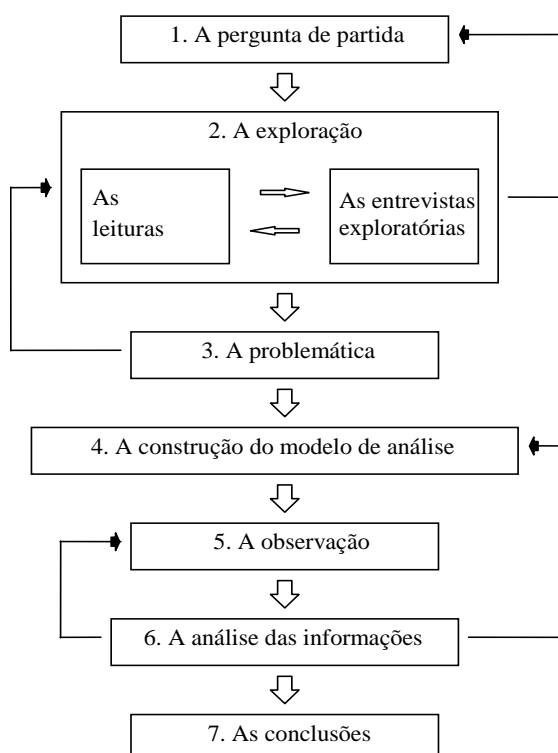 1. A pergunta de partida
2. A exploração
As
leituras
As entrevistas
exploratórias
3. A problemática
4. A construção do modelo de análise
5. A observação
6. A análise das informações
7. As conclusões